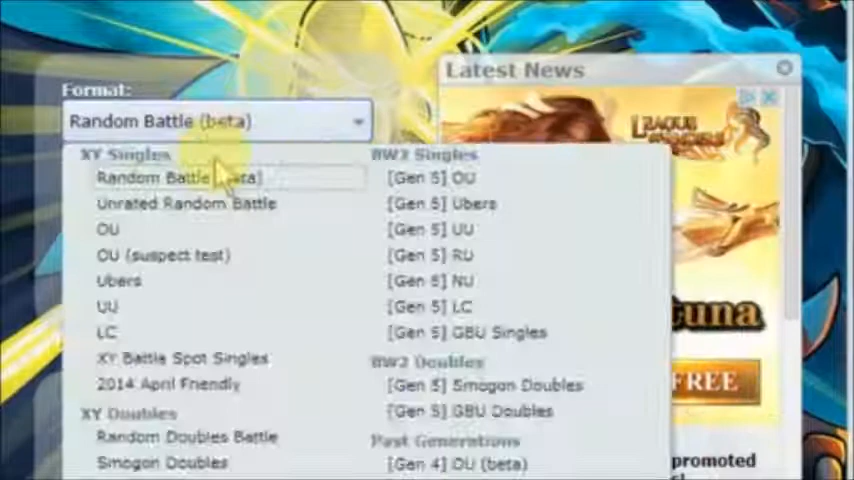 Format:
Random Battle (beta)
XY Singles
Random Battle
Unrated Random Battle
OU
OU (suspect test)
Ubers
UU
LC
XY Battle Spot Singles
2014 April Friendly
XY Doubles
Random Doubles Battle
Smogon Doubles
BW2 Singles
[Gen 5] OU
[Gen 5] Ubers
[Gen 5] UU
[Gen 5] RU
[Gen 5] NU
[Gen 5] LC
[Gen 5] GBU Singles
BW2 Doubles
[Gen 5] Smogon Doubles
[Gen 5] GBU Doubles
Past Generations
[Gen 4] OU (beta)
Latest News
LEAGUE
tuna
FREE
promoted